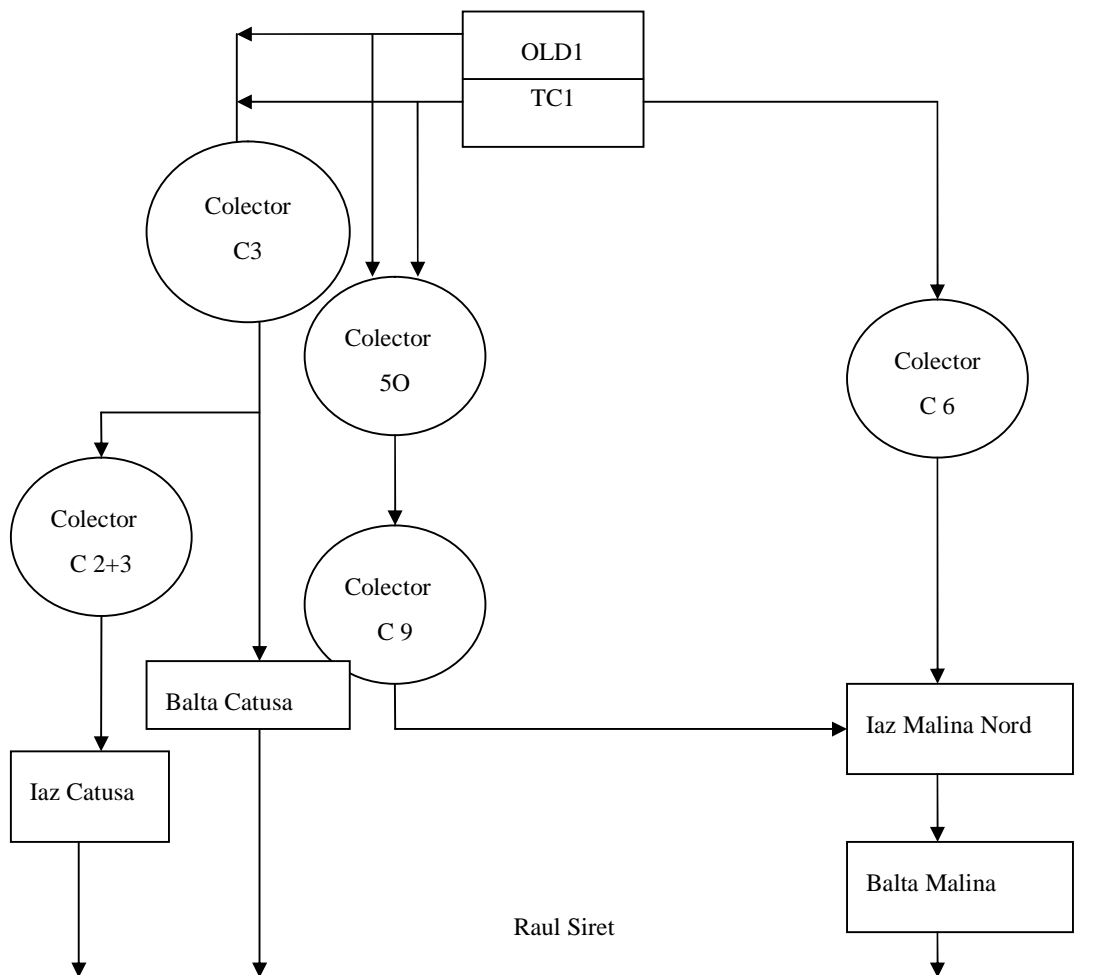 OLD1
TC1
Colector
C3
Colector
5O
Colector
C 6
Colector
C 2+3
Colector
C 9
Balta Catusa
Iaz Malina Nord
Iaz Catusa
Balta Malina
Raul Siret